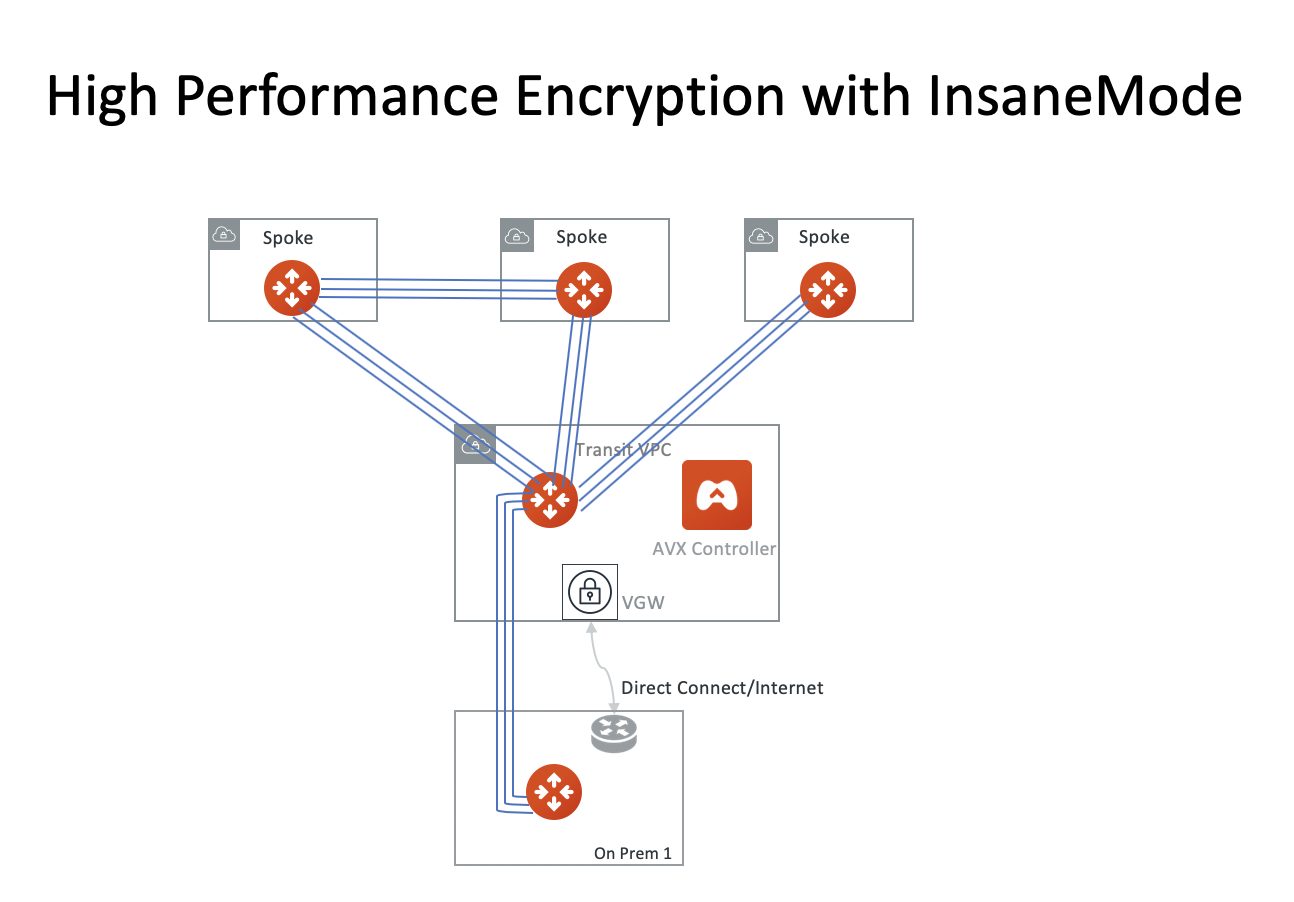 High Performance Encryption with InsaneMode
Spoke
Spoke
Spoke
Transit VPC
AVX Controller
VGW
Direct Connect/Internet
On Prem 1